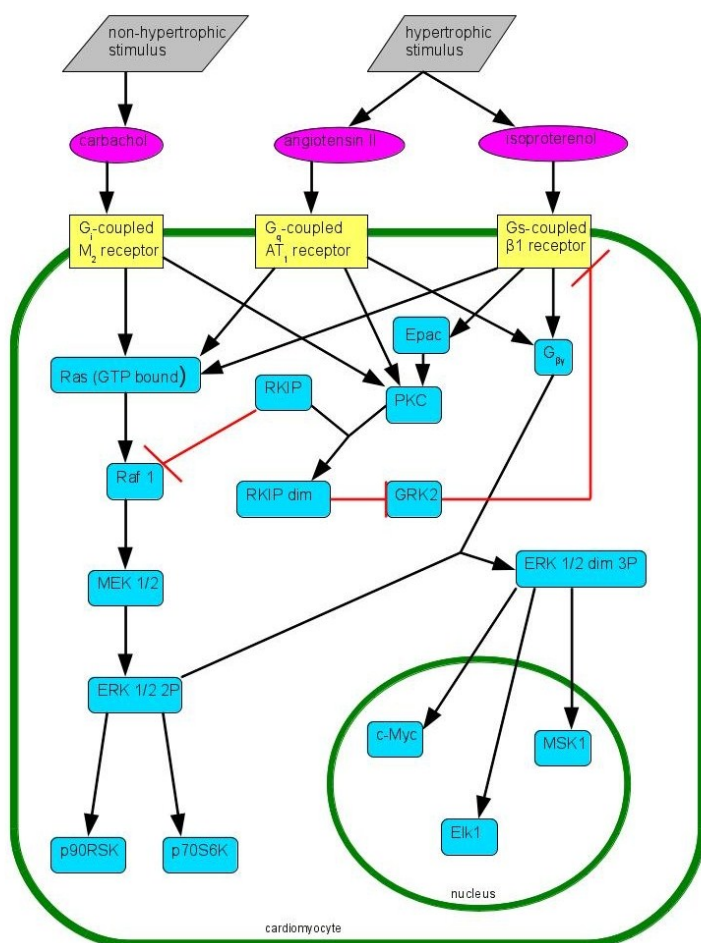 non-hypertrophic
stimulus
hypertrophic
stimulus
carbachol
angiotensin II
isoproterenol
Gi-coupled
M2 receptor
Gq-coupled
AT1 receptor
Gs-coupled
β1 receptor
Epac
Gβγ
Ras (GTP bound)
RKIP
PKC
Raf 1
RKIP dim
GRK2
MEK 1/2
ERK 1/2 dim 3P
ERK 1/2 2P
c-Myc
MSK1
Elk1
p90RSK
p70S6K
nucleus
cardiomyocyte